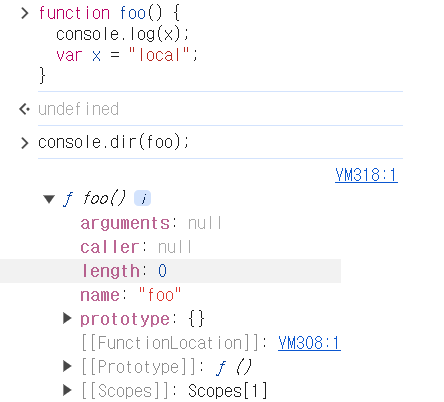 function foo() {
console.log(x);
var x = "local";
}
undefined
console.dir(foo);
VM318:1
ƒ foo() i
arguments: null
caller: null
length: 0
name: "foo"
prototype: {}
[[FunctionLocation]]: VM308:1
[[Prototype]]: ƒ ()
[[Scopes]]: Scopes[1]